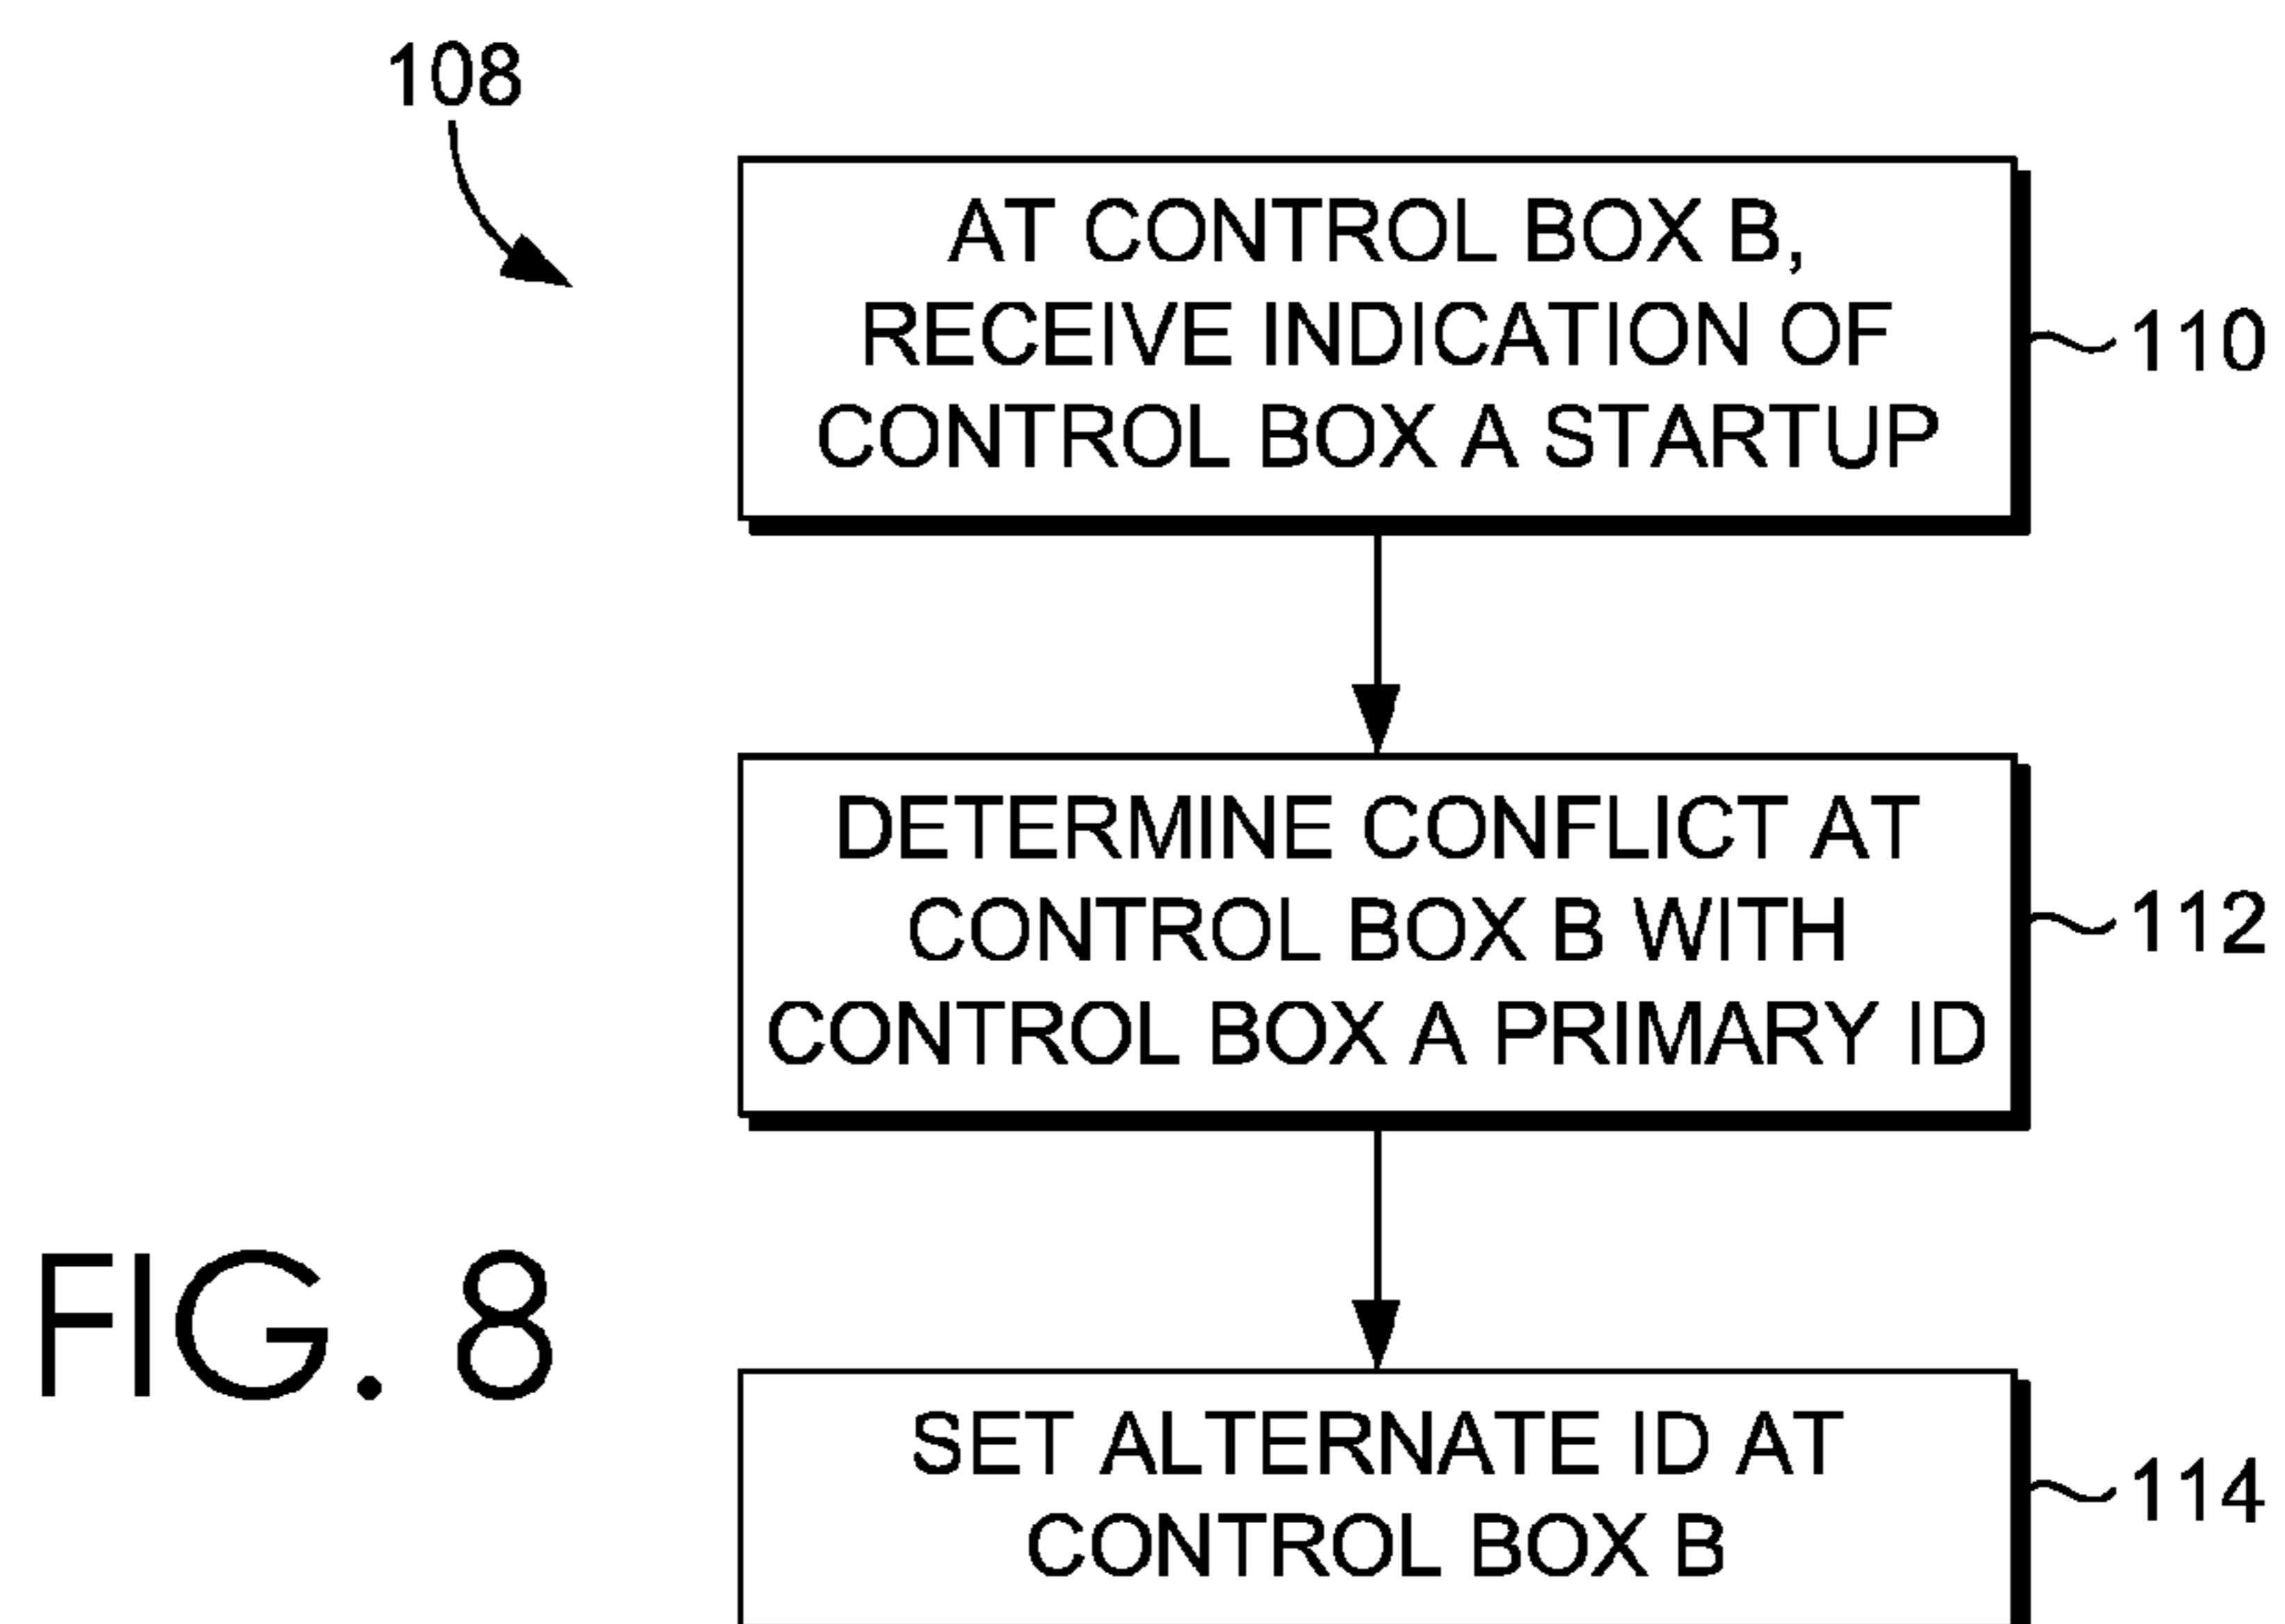 108
AT CONTROL BOX B,
RECEIVE INDICATION OF
CONTROL BOX A STARTUP
110
DETERMINE CONFLICT AT
CONTROL BOX B WITH
CONTROL BOX A PRIMARY ID
112
SET ALTERNATE ID AT
CONTROL BOX B
114
FIG. 8